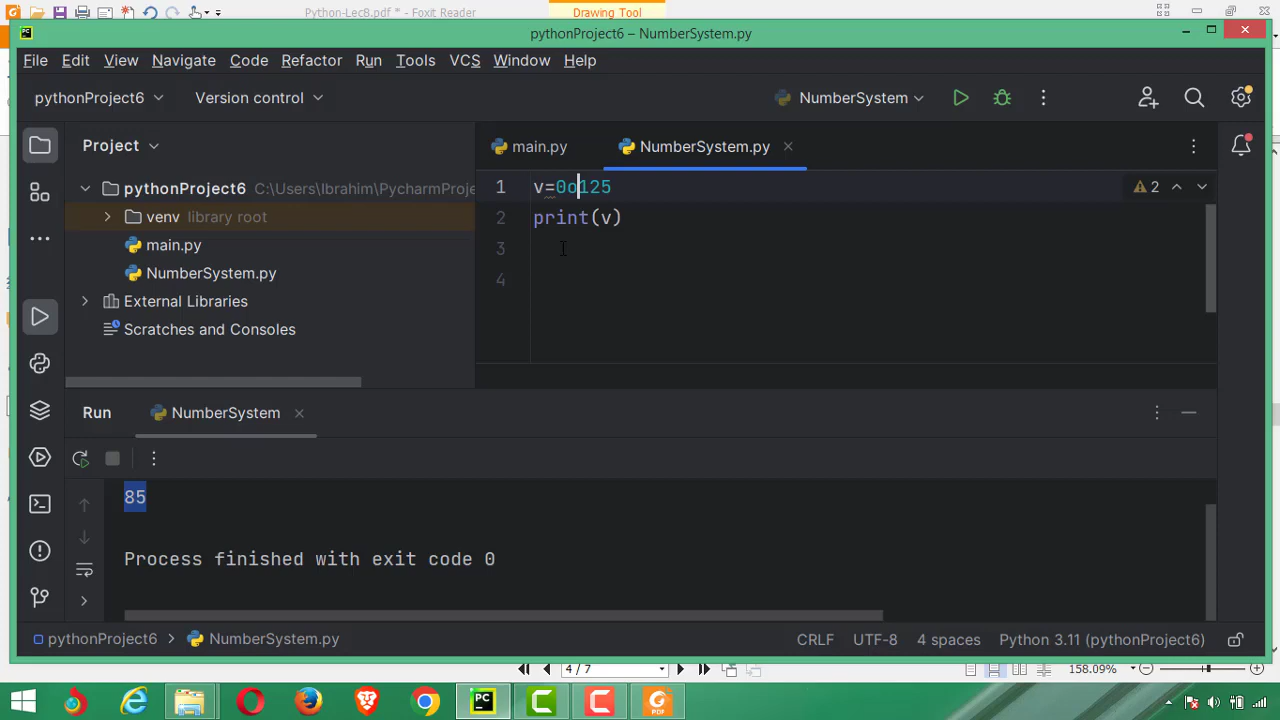 Python-Lec8.pdf * - Foxit Reader
Drawing Tool
pythonProject6 – NumberSystem.py
File Edit View Navigate Code Refactor Run Tools VCS Window Help
pythonProject6 Version control NumberSystem
Project
main.py NumberSystem.py
pythonProject6 C:\Users\Ibrahim\PycharmProje
venv library root
main.py
NumberSystem.py
External Libraries
Scratches and Consoles
1 v=0o125
2 print(v)
3
4
2
Run NumberSystem
85
Process finished with exit code 0
pythonProject6 NumberSystem.py CRLF UTF-8 4 spaces Python 3.11 (pythonProject6)
4 / 7 158.09%